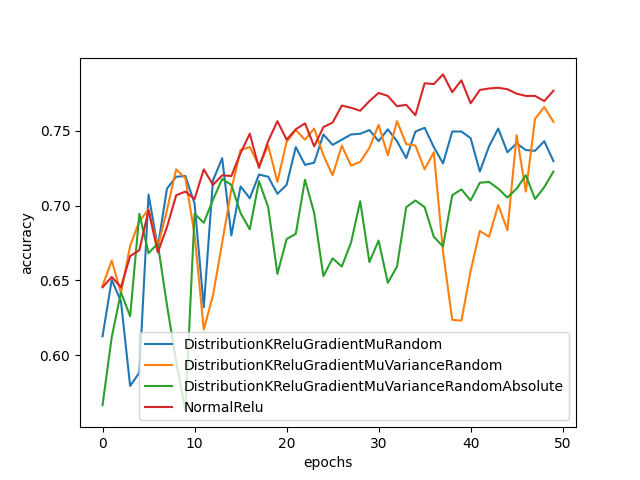 accuracy
0.75
0.70
0.65
0.60
DistributionKReluGradientMuRandom
DistributionKReluGradientMuVarianceRandom
DistributionKReluGradientMuVarianceRandomAbsolute
NormalRelu
0 10 20 30 40 50
epochs